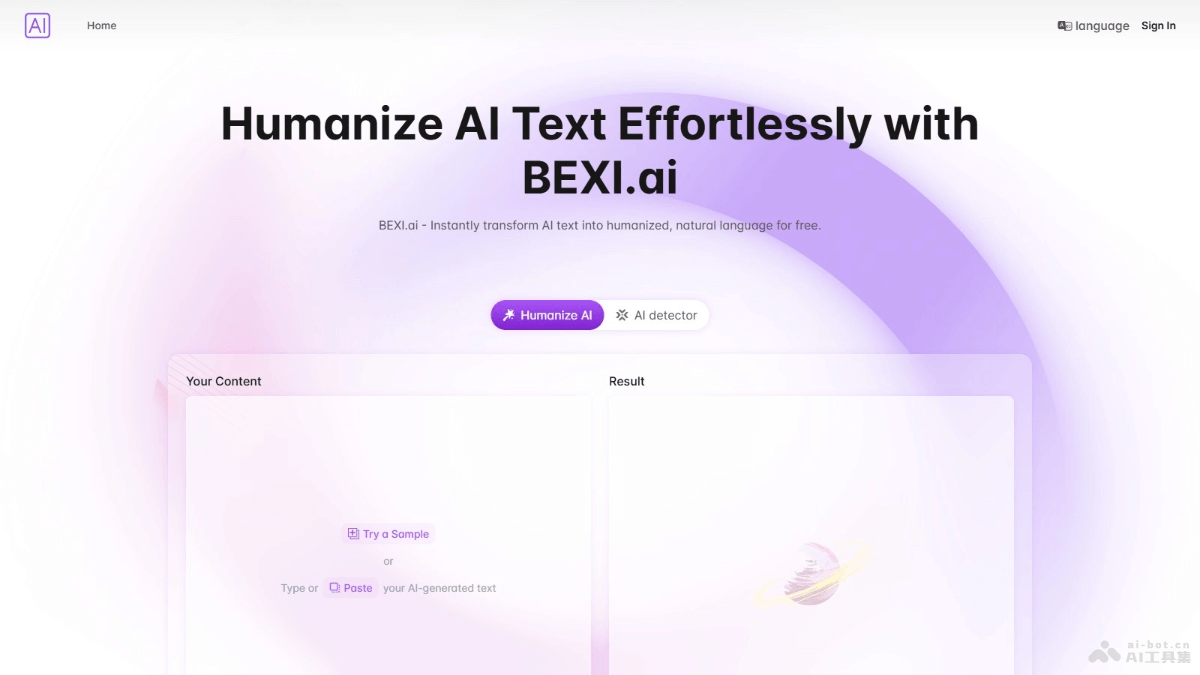 AI
Home
language
Sign In
Humanize AI Text Effortlessly with
BEXI.ai
BEXI.ai - Instantly transform AI text into humanized, natural language for free.
Humanize AI
AI detector
Your Content
Result
Try a Sample
or
Type or Paste your AI-generated text
ai-bot.cn
AI工具集